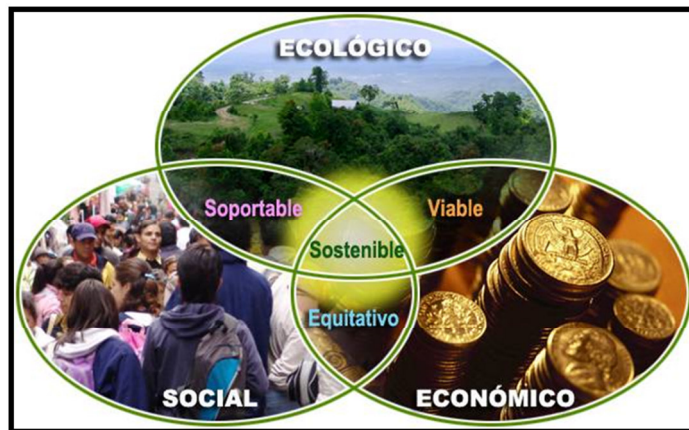 ECOLÓGICO
Soportable
Viable
Sostenible
Equitativo
SOCIAL
ECONÓMICO